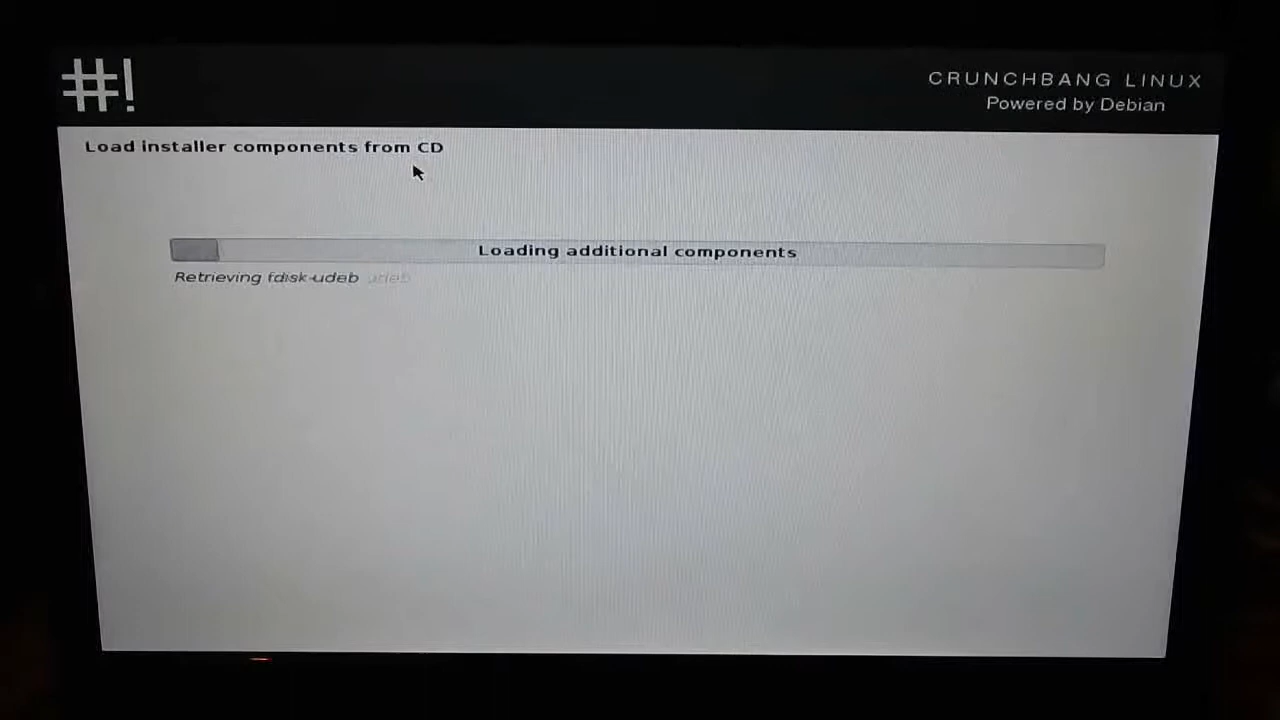 #!
CRUNCHBANG LINUX
Powered by Debian
Load installer components from CD
Loading additional components
Retrieving fdisk-udeb